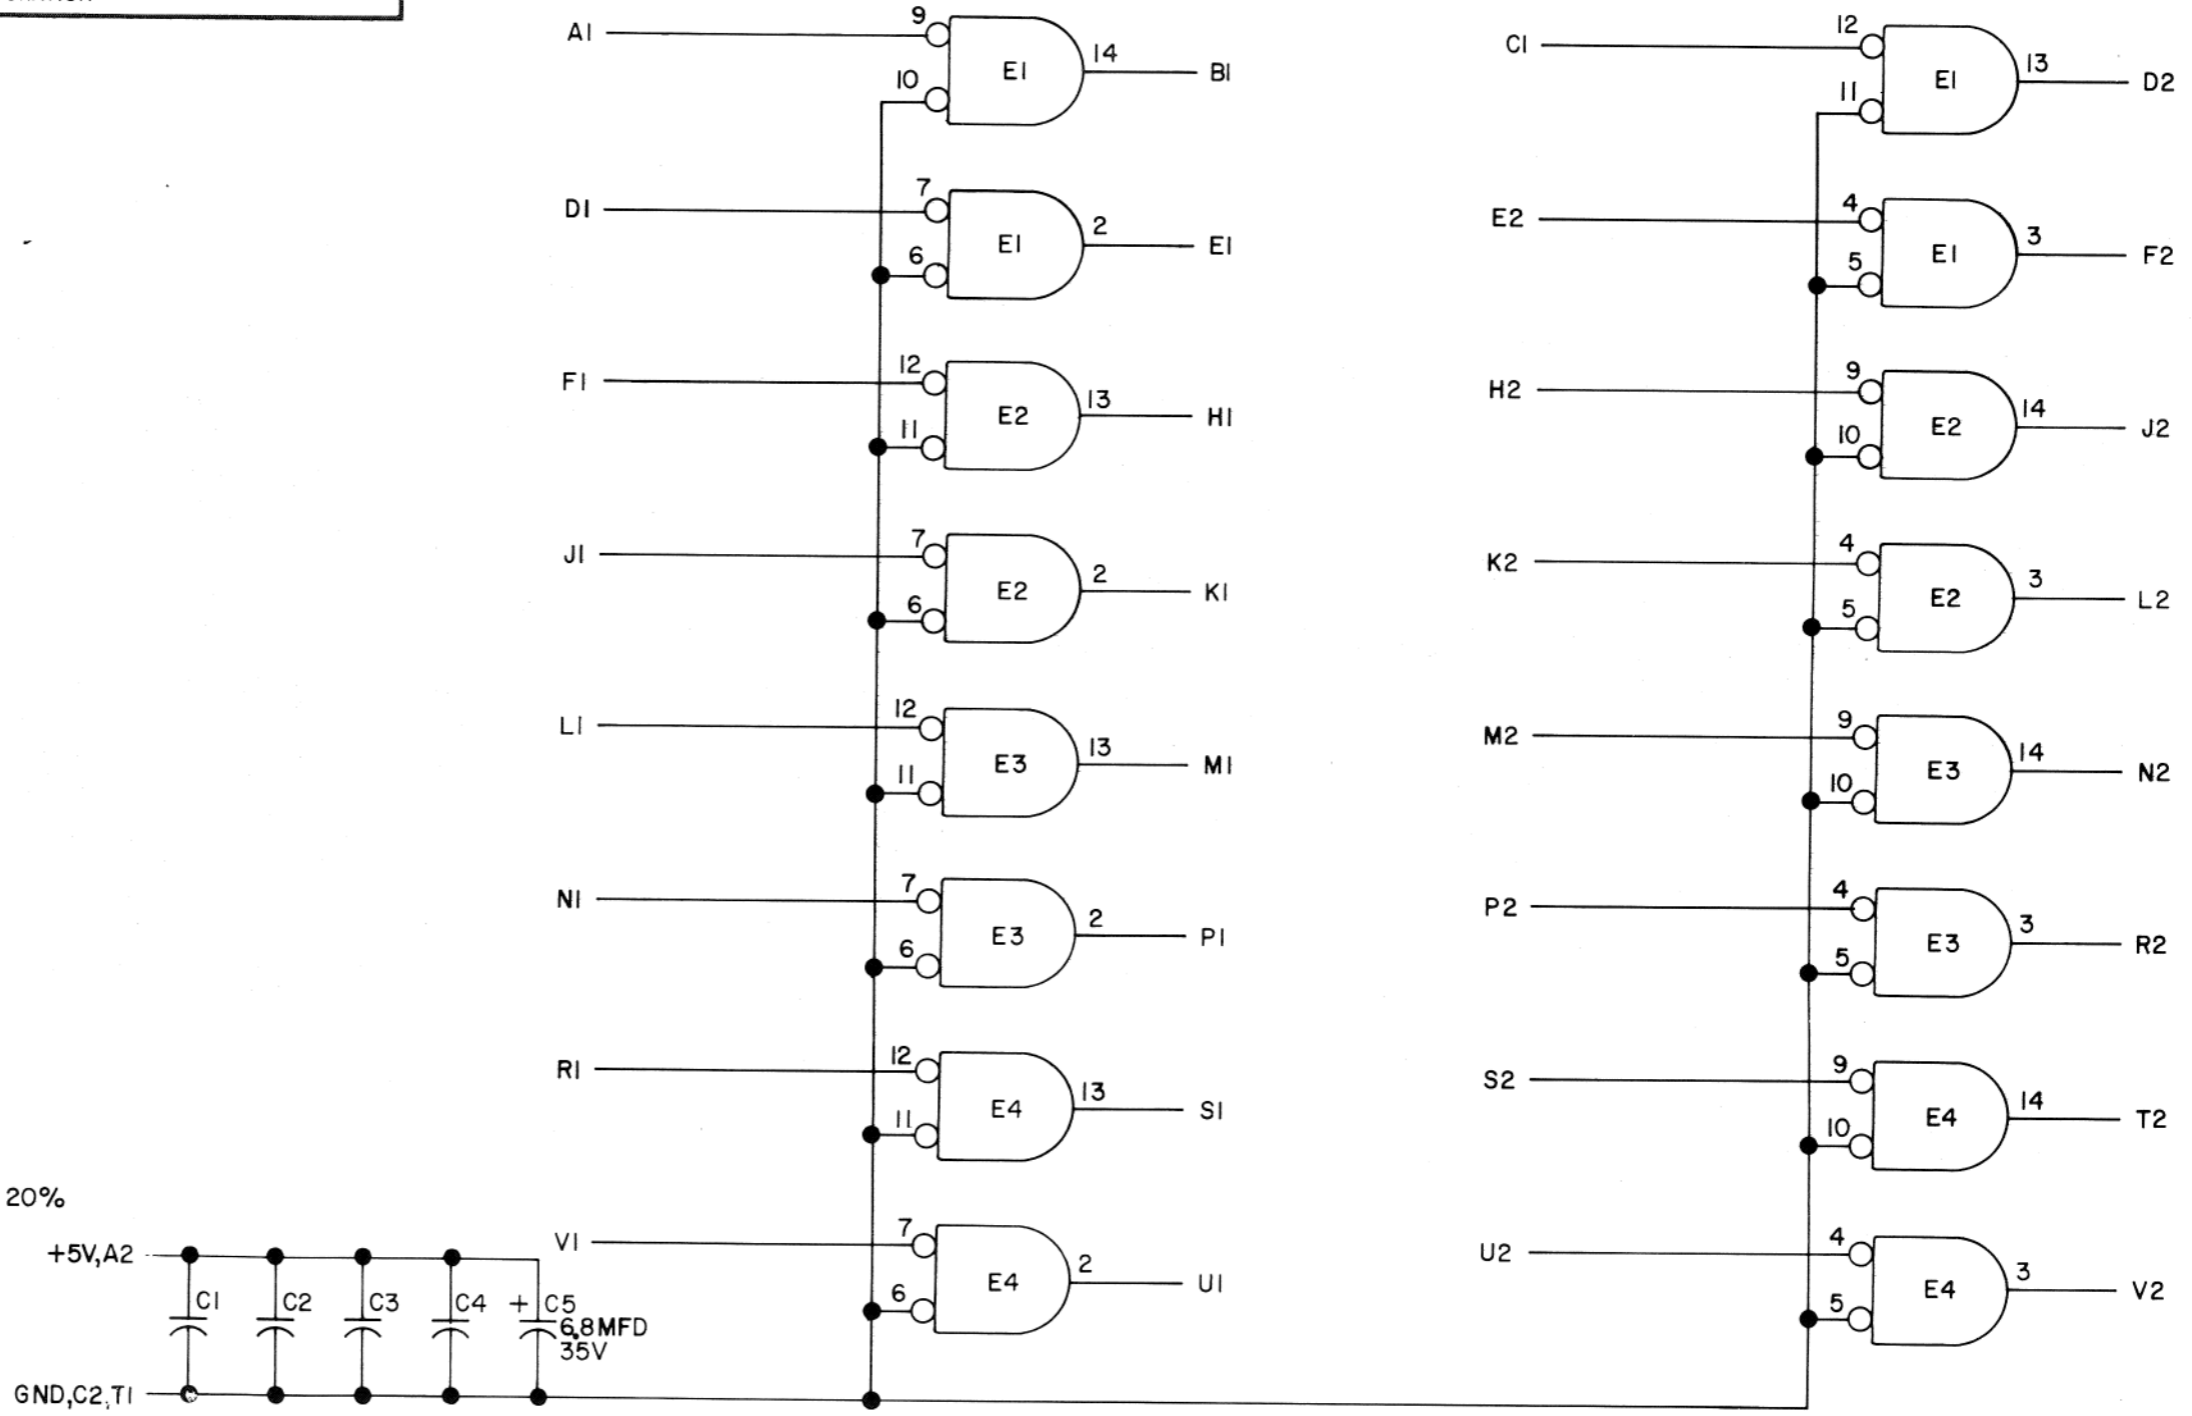 A1 9 10 E1 14 B1
C1 12 11 E1 13 D2
D1 7 6 E1 2 E1
E2 4 5 E1 3 F2
F1 12 11 E2 13 H1
H2 9 10 E2 14 J2
J1 7 6 E2 2 K1
K2 4 5 E2 3 L2
L1 12 11 E3 13 M1
M2 9 10 E3 14 N2
N1 7 6 E3 2 P1
P2 4 5 E3 3 R2
R1 12 11 E4 13 S1
S2 9 10 E4 14 T2
20%
V1 7 6 E4 2 U1
U2 4 5 E4 3 V2
+5V,A2
C1 C2 C3 C4 + C5
6.8MFD
35V
GND,C2,T1